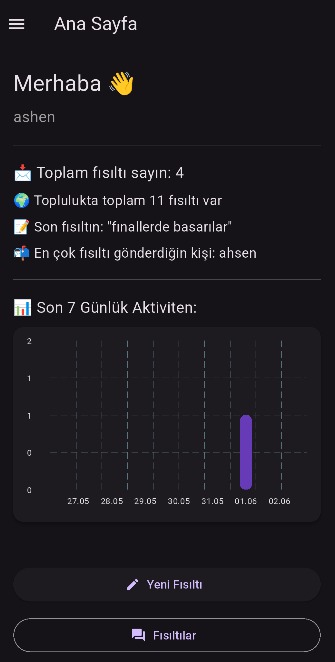 Ana Sayfa
Merhaba 👋
ashen
📩 Toplam fısıltı sayın: 4
🌍 Toplulukta toplam 11 fısıltı var
📝 Son fısıltın: "fınallerde basarılar"
📬 En çok fısıltı gönderdiğin kişi: ahsen
📊 Son 7 Günlük Aktiviten:
2
1
1
0
0
27.05 28.05 29.05 30.05 31.05 01.06 02.06
Yeni Fısıltı
Fısıltılar